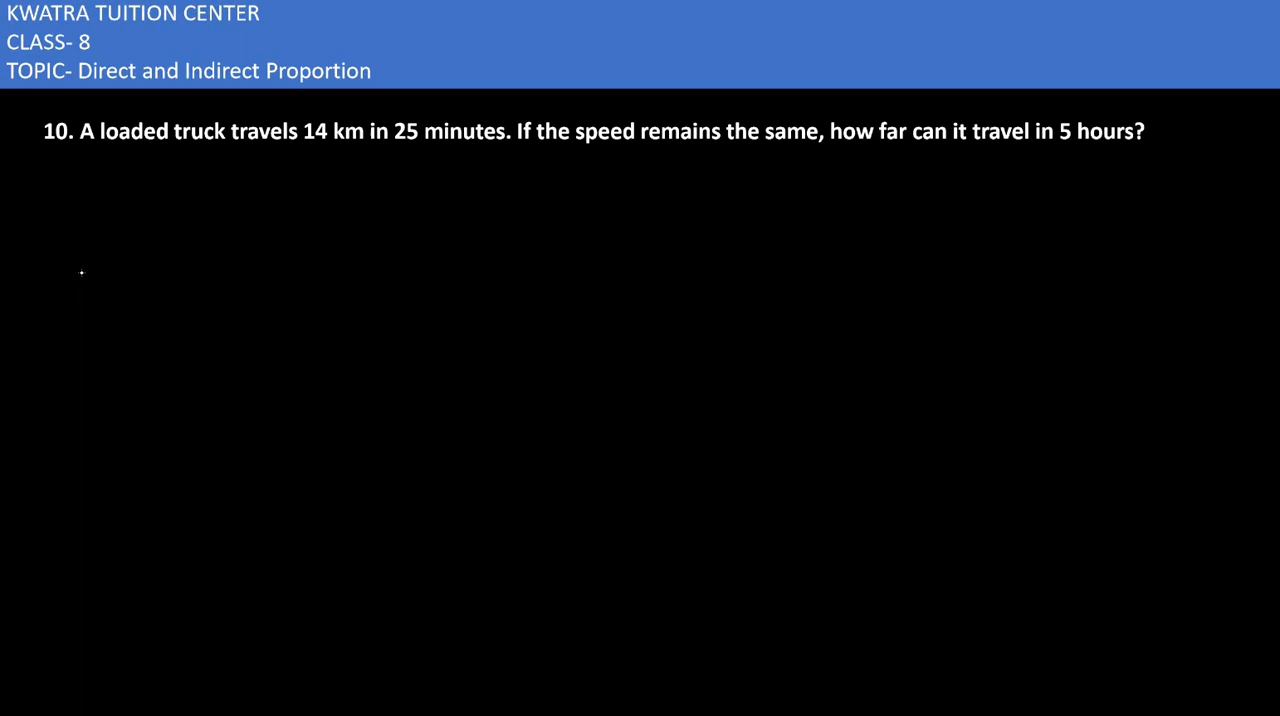 KWATRA TUITION CENTER
CLASS- 8
TOPIC- Direct and Indirect Proportion
10. A loaded truck travels 14 km in 25 minutes. If the speed remains the same, how far can it travel in 5 hours?